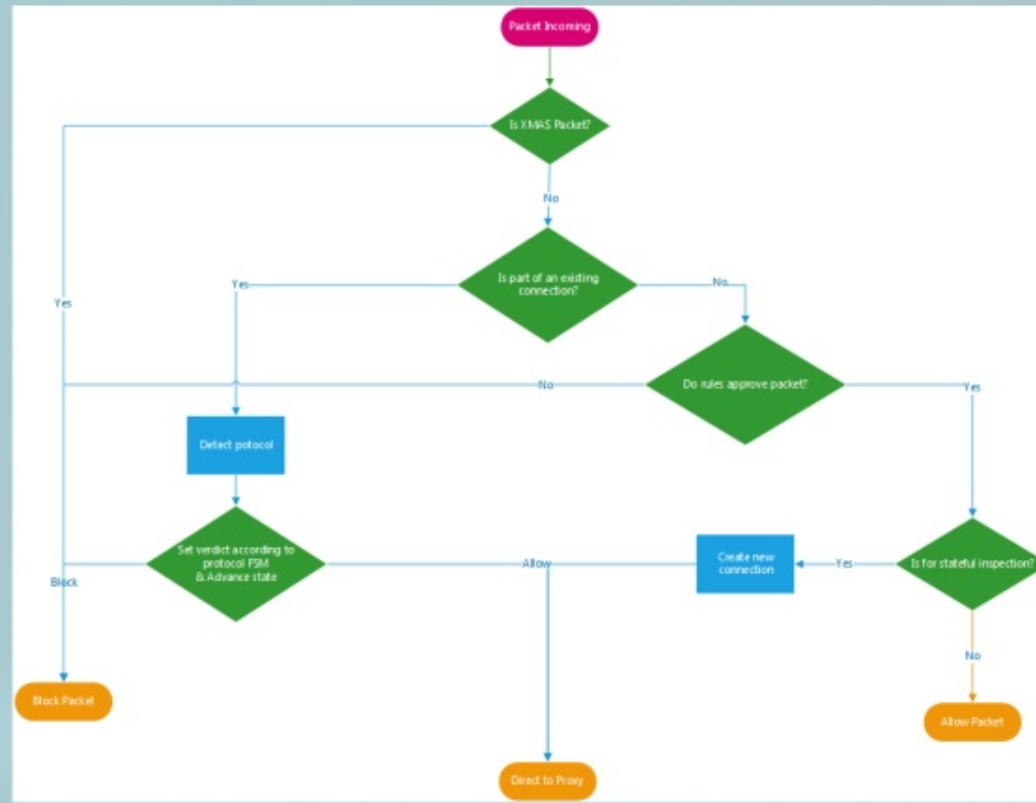 Packet Incoming
Is XMAS Packet?
No
Is part of an existing
connection?
Yes
No
Yes
Do rules approve packet?
No
Yes
Detect potocol
Set verdict according to
protocol FSM
& Advance state
Block
Allow
Create new
connection
Yes
Is for stateful inspection?
No
Block Packet
Allow Packet
Direct to Proxy